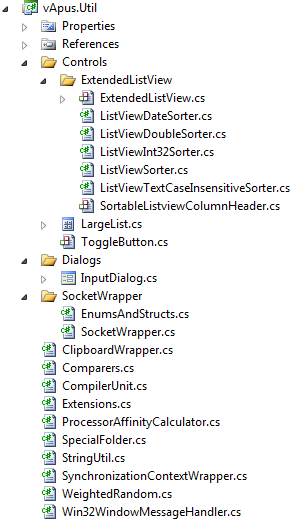 vApus.Util
Properties
References
Controls
ExtendedListView
ExtendedListView.cs
ListViewDateSorter.cs
ListViewDoubleSorter.cs
ListViewInt32Sorter.cs
ListViewSorter.cs
ListViewTextCaseInsensitiveSorter.cs
SortableListviewColumnHeader.cs
LargeList.cs
ToggleButton.cs
Dialogs
InputDialog.cs
SocketWrapper
EnumsAndStructs.cs
SocketWrapper.cs
ClipboardWrapper.cs
Comparers.cs
CompilerUnit.cs
Extensions.cs
ProcessorAffinityCalculator.cs
SpecialFolder.cs
StringUtil.cs
SynchronizationContextWrapper.cs
WeightedRandom.cs
Win32WindowMessageHandler.cs